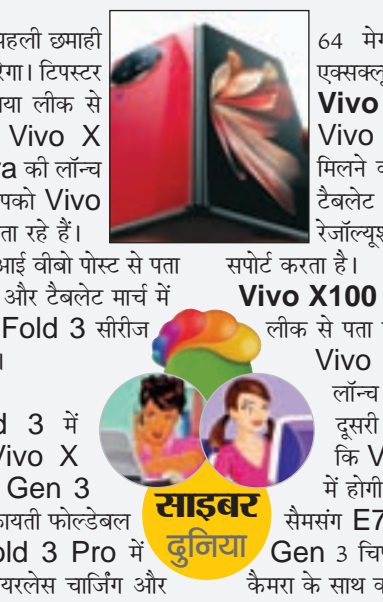 पहली छमाही
रेगा। टिपस्टर
या लीक से
Vivo X
की लॉन्च
पको Vivo
ता रहे हैं।
आई वीबो पोस्ट से पता
और टैबलेट मार्च में
Fold 3 सीरीज
3 में
Vivo X
Gen 3
फायती फोल्डेबल
old 3 Pro में
यरलेस चार्जिंग और
साइबर
दुनिया
64 मेग
एक्सक्लू
Vivo
Vivo
मिलने व
टैबलेट
रेजॉल्यूश
सपोर्ट करता है।
Vivo X100
लीक से पता
Vivo
लॉन्च
दूसरी
कि V
में होगी
सैमसंग E7
Gen 3 चिप
कैमरा के साथ क